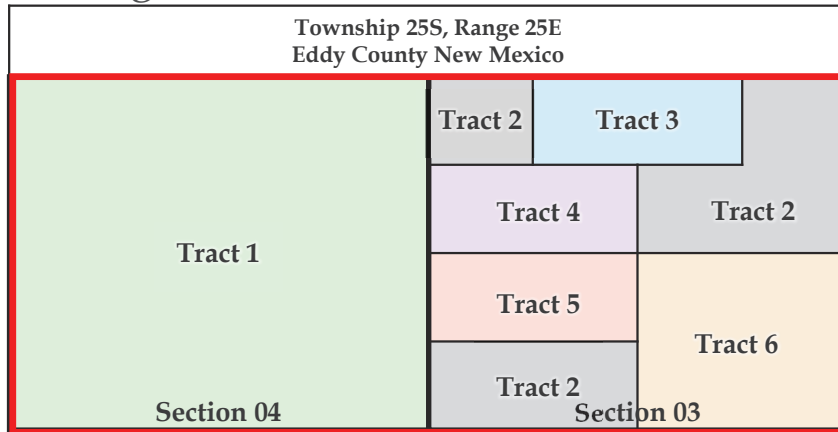 Township 25S, Range 25E
Eddy County New Mexico
Tract 2
Tract 3
Tract 4
Tract 2
Tract 1
Tract 5
Tract 6
Tract 2
Section 04
Section 03